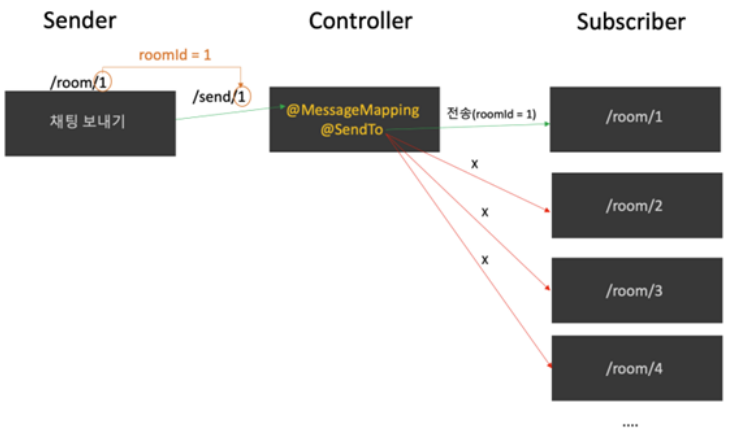 Sender
Controller
Subscriber
roomId = 1
/room/1
/send/1
채팅 보내기
@MessageMapping
@SendTo
전송(roomId = 1)
/room/1
x
/room/2
x
/room/3
x
/room/4
....